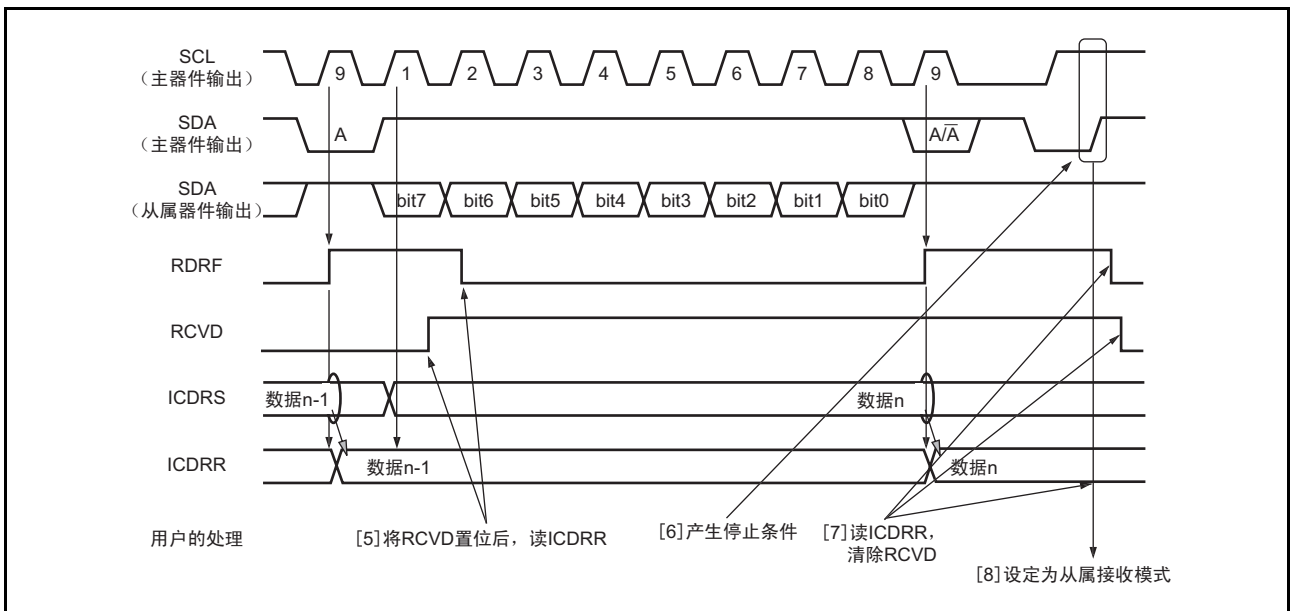 SCL
（主器件输出）
9 1 2 3 4 5 6 7 8 9
SDA
（主器件输出）
A A/A̅
SDA
（从属器件输出）
bit7 bit6 bit5 bit4 bit3 bit2 bit1 bit0
RDRF
RCVD
ICDRS
数据n-1 数据n
ICDRR
数据n-1 数据n
用户的处理
[5]将RCVD置位后，读ICDRR
[6]产生停止条件
[7]读ICDRR，
清除RCVD
[8]设定为从属接收模式